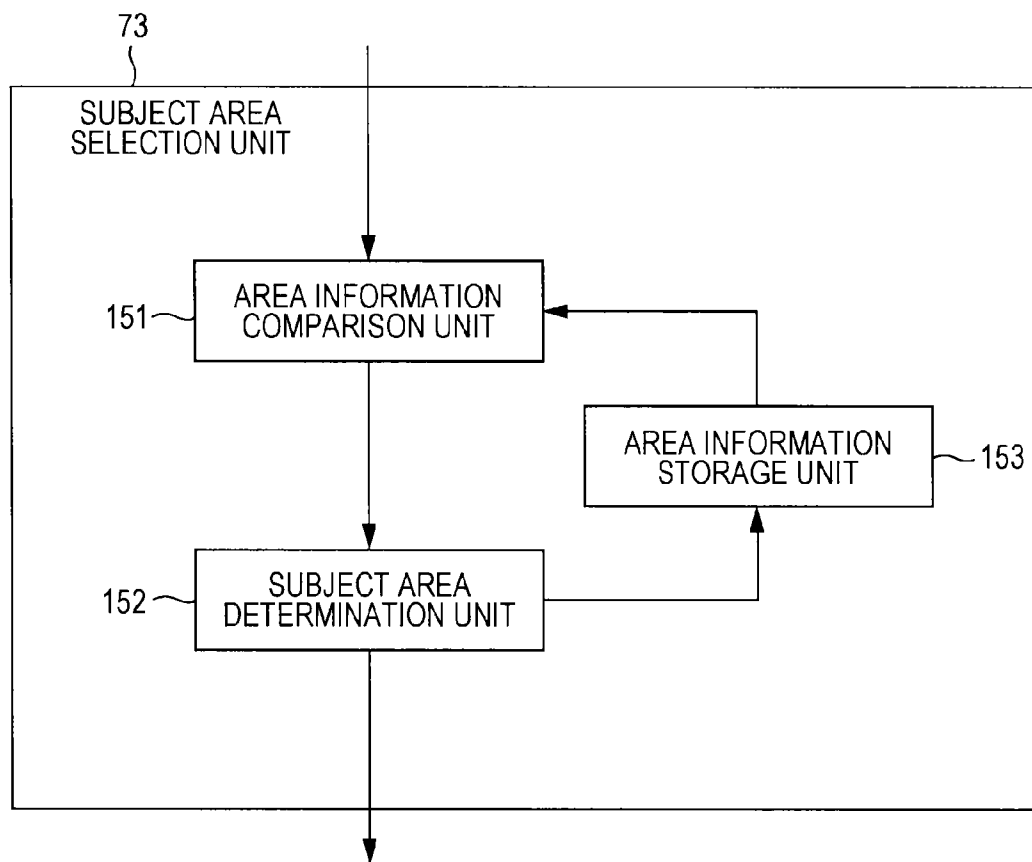 73
SUBJECT AREA
SELECTION UNIT
151
AREA INFORMATION
COMPARISON UNIT
AREA INFORMATION
STORAGE UNIT
153
152
SUBJECT AREA
DETERMINATION UNIT